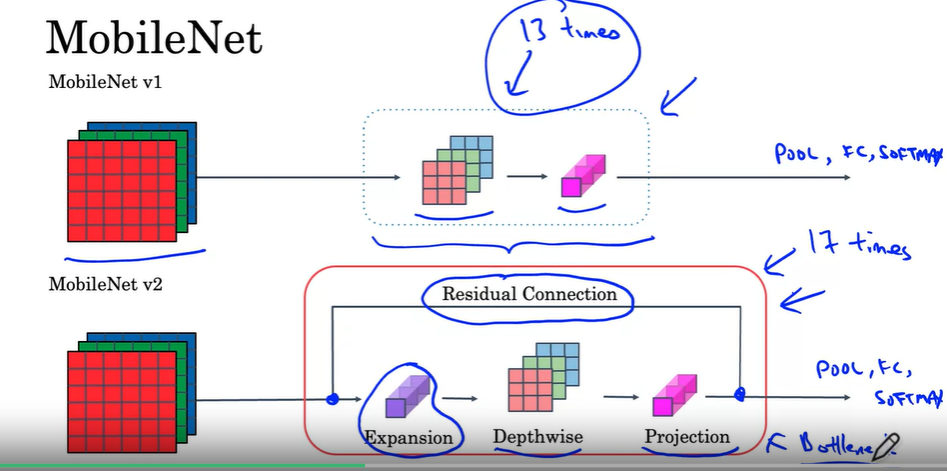 MobileNet
13 times
MobileNet v1
POOL, FC, SOFTMAX
17 times
MobileNet v2
Residual Connection
POOL, FC,
SOFTMAX
Expansion
Depthwise
Projection
Bottlene